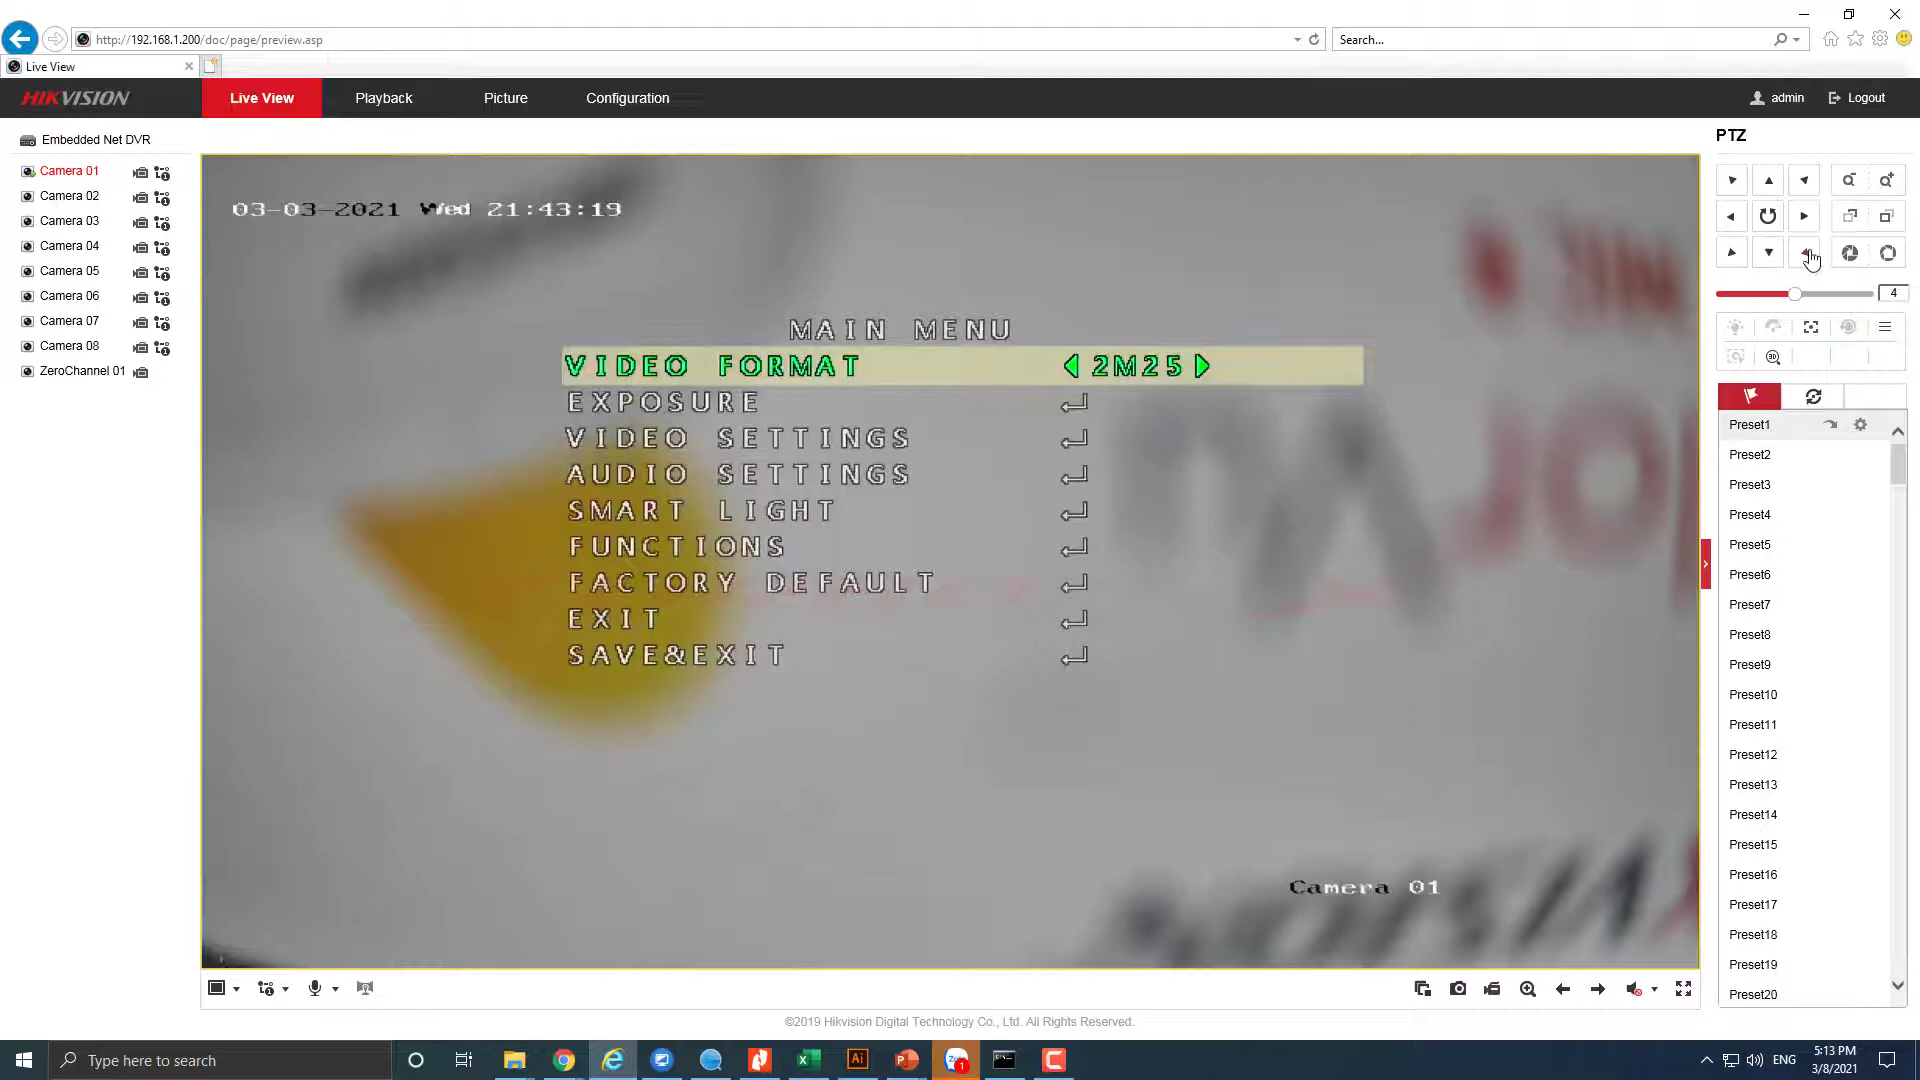 http://192.168.1.200/doc/page/preview.asp
Search...
Live View
HIKVISION
Live View
Playback
Picture
Configuration
admin
Logout
Embedded Net DVR
Camera 01
Camera 02
Camera 03
Camera 04
Camera 05
Camera 06
Camera 07
Camera 08
ZeroChannel 01
03-03-2021 Wed 21:43:19
MAIN MENU
VIDEO FORMAT 2M25
EXPOSURE
VIDEO SETTINGS
AUDIO SETTINGS
SMART LIGHT
FUNCTIONS
FACTORY DEFAULT
EXIT
SAVE&EXIT
Camera 01
PTZ
4
3D
Preset1
Preset2
Preset3
Preset4
Preset5
Preset6
Preset7
Preset8
Preset9
Preset10
Preset11
Preset12
Preset13
Preset14
Preset15
Preset16
Preset17
Preset18
Preset19
Preset20
©2019 Hikvision Digital Technology Co., Ltd. All Rights Reserved.
Type here to search
Ai
1
ENG
5:13 PM
3/8/2021